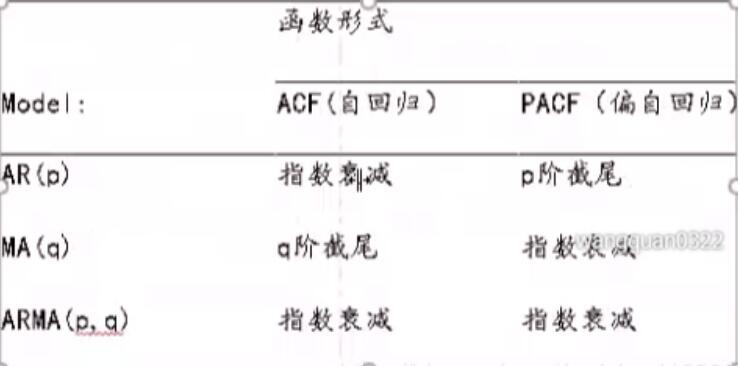 函数形式
Model: ACF(自回归) PACF (偏自回归)
AR(p) 指数衰减 p阶截尾
MA(q) q阶截尾 指数衰减
wangquan0322
ARMA(p,q) 指数衰减 指数衰减